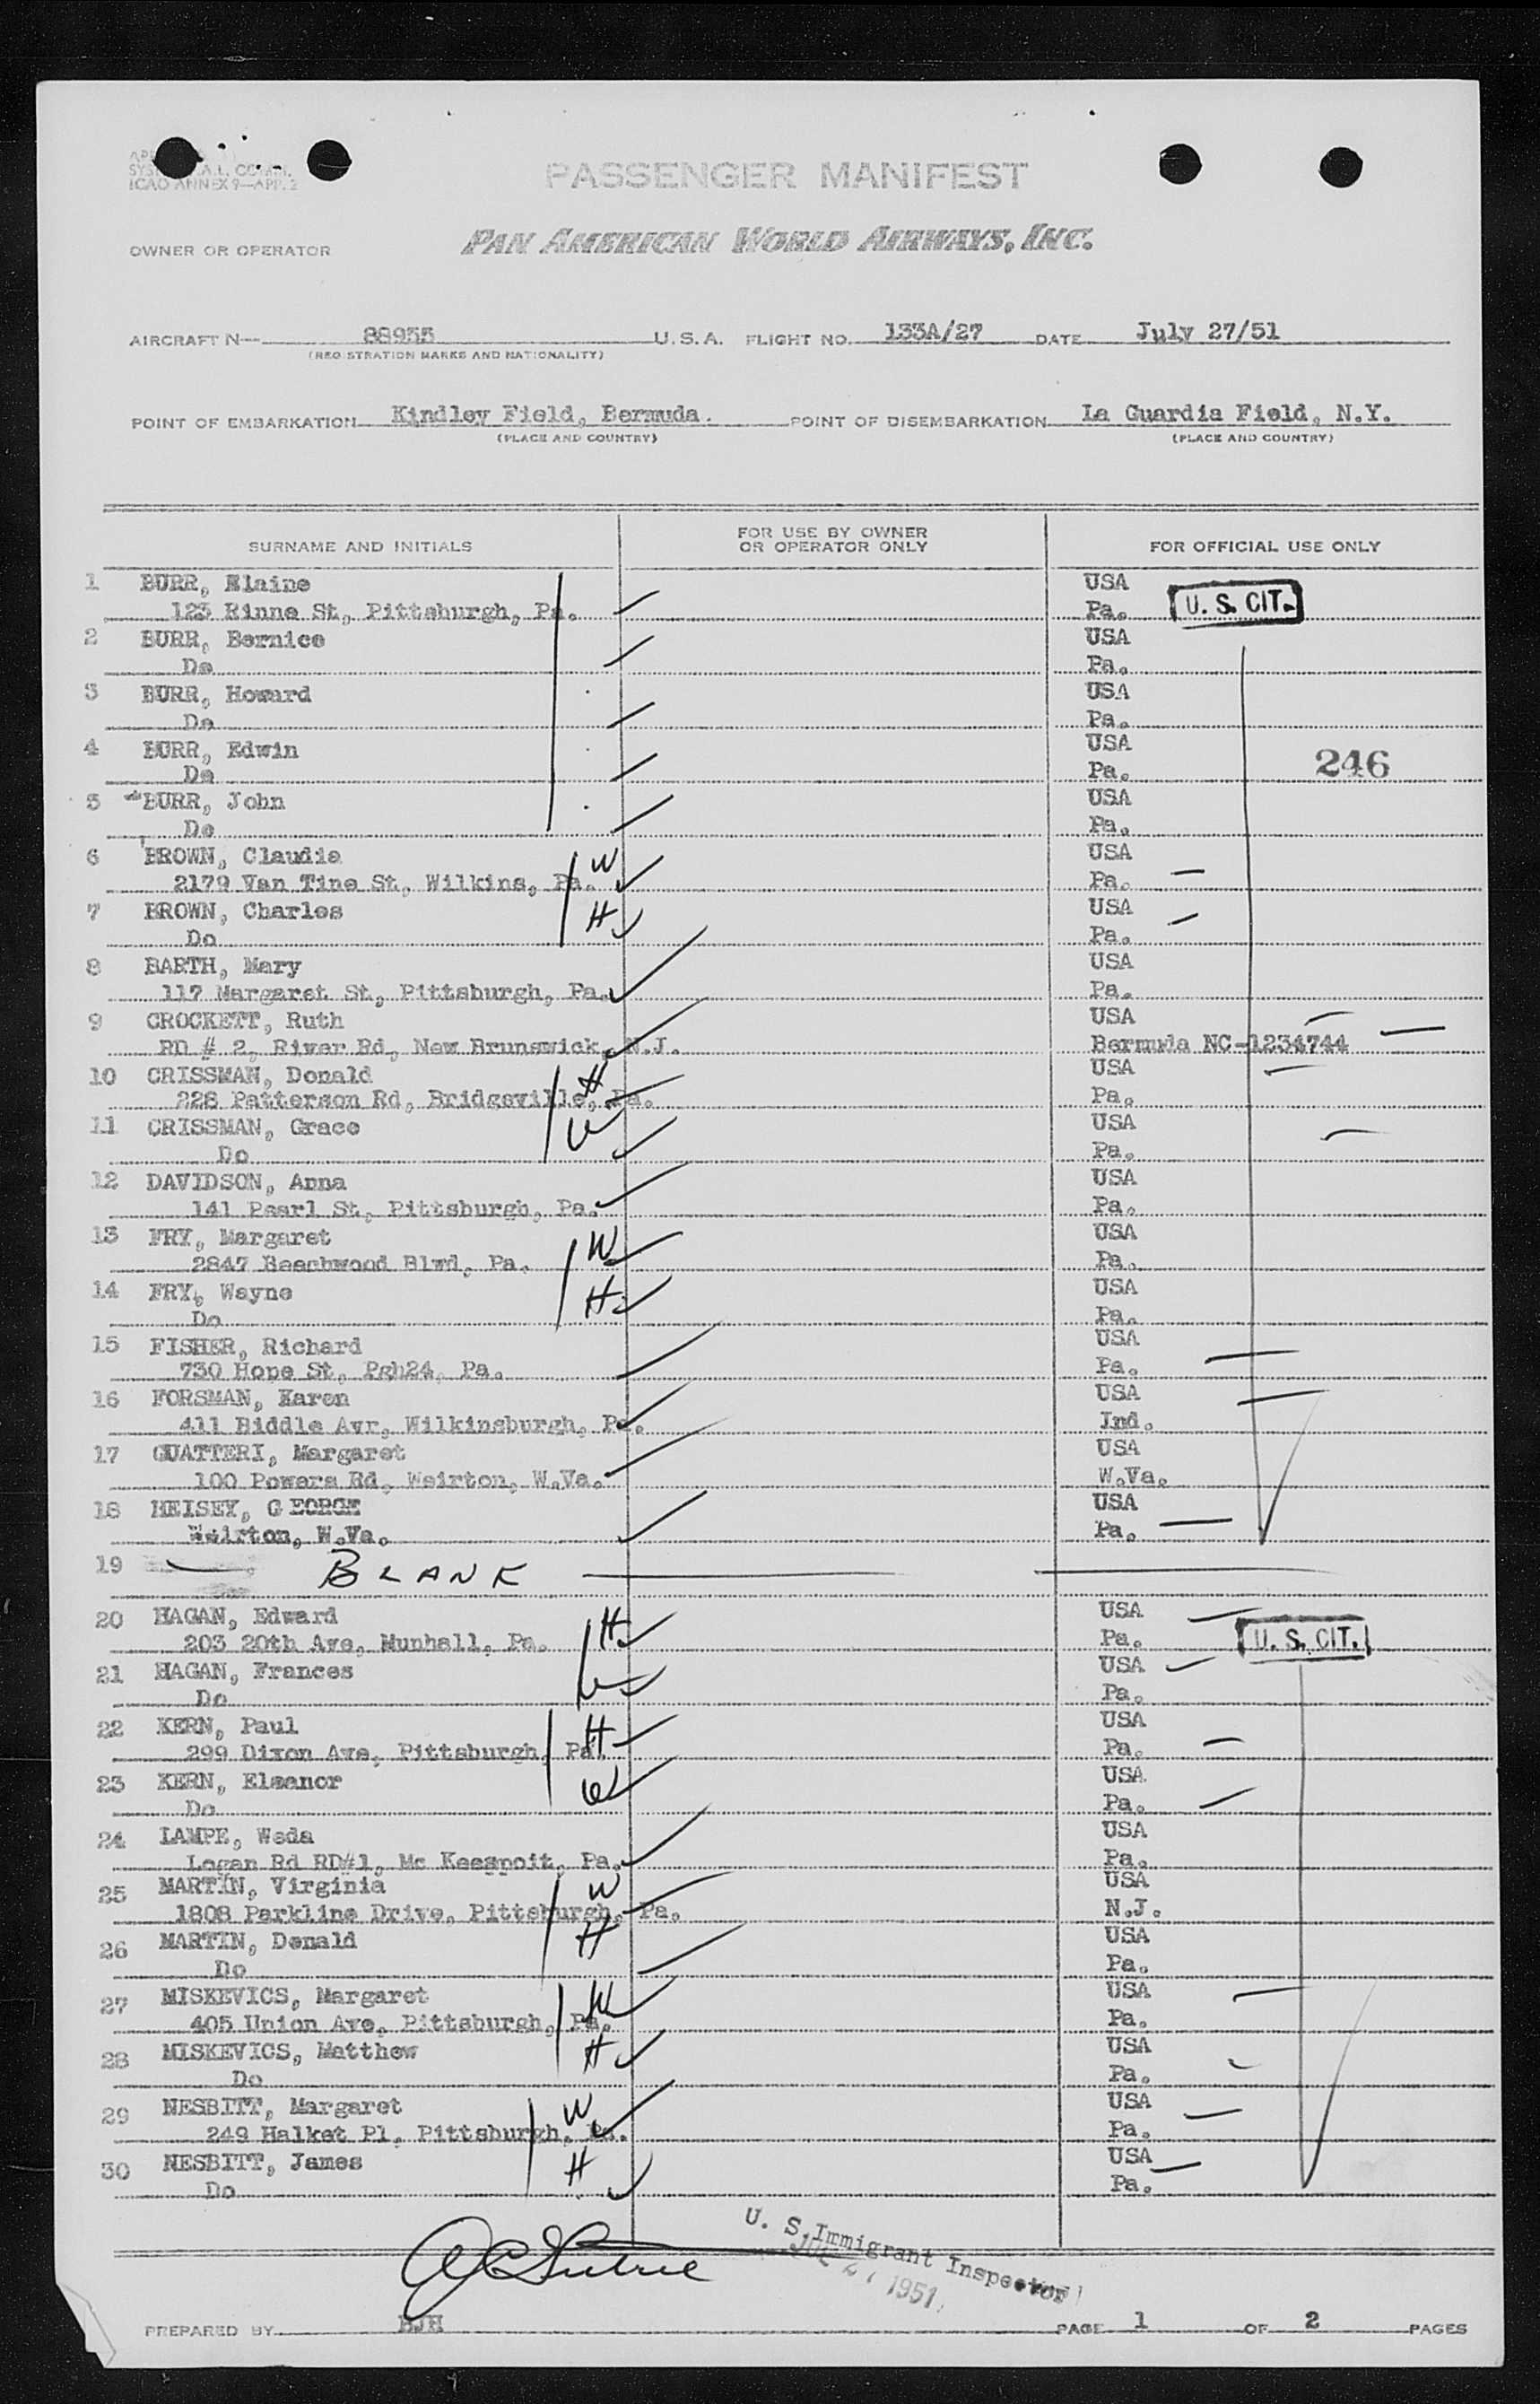 ICAO ANNEX 9—APP. 2
PASSENGER MANIFEST
OWNER OR OPERATOR
PAN AMERICAN WORLD AIRWAYS, INC.
AIRCRAFT N— 88955 U.S.A. FLIGHT NO. 133A/27 DATE July 27/51
(REGISTRATION MARKS AND NATIONALITY)
POINT OF EMBARKATION Kindley Field, Bermuda. POINT OF DISEMBARKATION La Guardia Field, N.Y.
(PLACE AND COUNTRY) (PLACE AND COUNTRY)
SURNAME AND INITIALS FOR USE BY OWNER OR OPERATOR ONLY FOR OFFICIAL USE ONLY
1 BURR, Elaine USA
123 Rinne St, Pittsburgh, Pa. Pa. U. S. CIT.
2 BURR, Bernice USA
Do Pa.
3 BURR, Howard USA
Do Pa.
4 BURR, Edwin USA
Do Pa. 246
5 BURR, John USA
Do Pa.
6 BROWN, Claudia W USA
2179 Van Tine St, Wilkins, Pa. Pa.
7 BROWN, Charles H USA
Do Pa.
8 BARTH, Mary USA
117 Margaret St, Pittsburgh, Pa. Pa.
9 CROCKETT, Ruth USA
RD # 2, River Rd, New Brunswick, N.J. Bermuda NC-1234744
10 CRISSMAN, Donald H USA
228 Patterson Rd, Bridgeville, Pa. Pa.
11 CRISSMAN, Grace W USA
Do Pa.
12 DAVIDSON, Anna USA
141 Pearl St, Pittsburgh, Pa. Pa.
13 FRY, Margaret W USA
2847 Beechwood Blvd, Pa. Pa.
14 FRY, Wayne H USA
Do Pa.
15 FISHER, Richard USA
730 Hope St, Pgh24, Pa. Pa.
16 FORSMAN, Karen USA
411 Biddle Avr, Wilkinsburgh, Pa. Ind.
17 GUATTERI, Margaret USA
100 Powers Rd, Weirton, W.Va. W.Va.
18 HEISEY, G EORGE USA
Weirton, W.Va. Pa.
19 BLANK
20 HAGAN, Edward H USA
203 20th Ave, Munhall, Pa. Pa. U. S. CIT.
21 HAGAN, Frances W USA
Do Pa.
22 KERN, Paul H USA
299 Dixon Ave, Pittsburgh, Pa. Pa.
23 KERN, Eleanor W USA
Do Pa.
24 LAMPE, Weda USA
Logan Rd RD#1, Mc Keespoit, Pa. Pa.
25 MARTIN, Virginia W USA
1808 Parkline Drive, Pittsburgh, Pa. N.J.
26 MARTIN, Donald H USA
Do Pa.
27 MISKEVICS, Margaret W USA
405 Union Ave, Pittsburgh, Pa. Pa.
28 MISKEVICS, Matthew H USA
Do Pa.
29 NESBITT, Margaret W USA
249 Halket Pl, Pittsburgh, Pa. Pa.
30 NESBITT, James H USA
Do Pa.
U. S. Immigrant Inspector
JUL 27 1951
PREPARED BY HJH PAGE 1 OF 2 PAGES